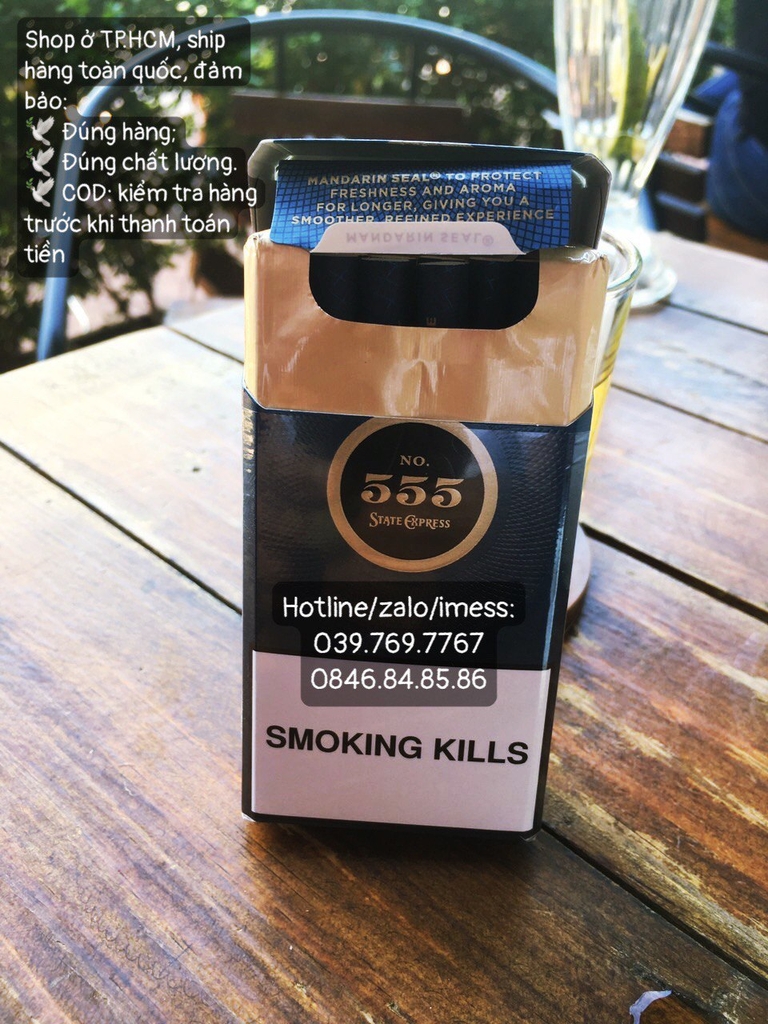 Shop ở TP.HCM, ship
hàng toàn quốc, đảm
bảo:
🕊 Đúng hàng;
🕊 Đúng chất lượng.
🕊 COD: kiểm tra hàng
trước khi thanh toán
tiền
MANDARIN SEAL® TO PROTECT
FRESHNESS AND AROMA
FOR LONGER, GIVING YOU A
SMOOTHER, REFINED EXPERIENCE
MANDARIN SEAL®
NO.
555
STATE EXPRESS
Hotline/zalo/imess:
039.769.7767
0846.84.85.86
SMOKING KILLS